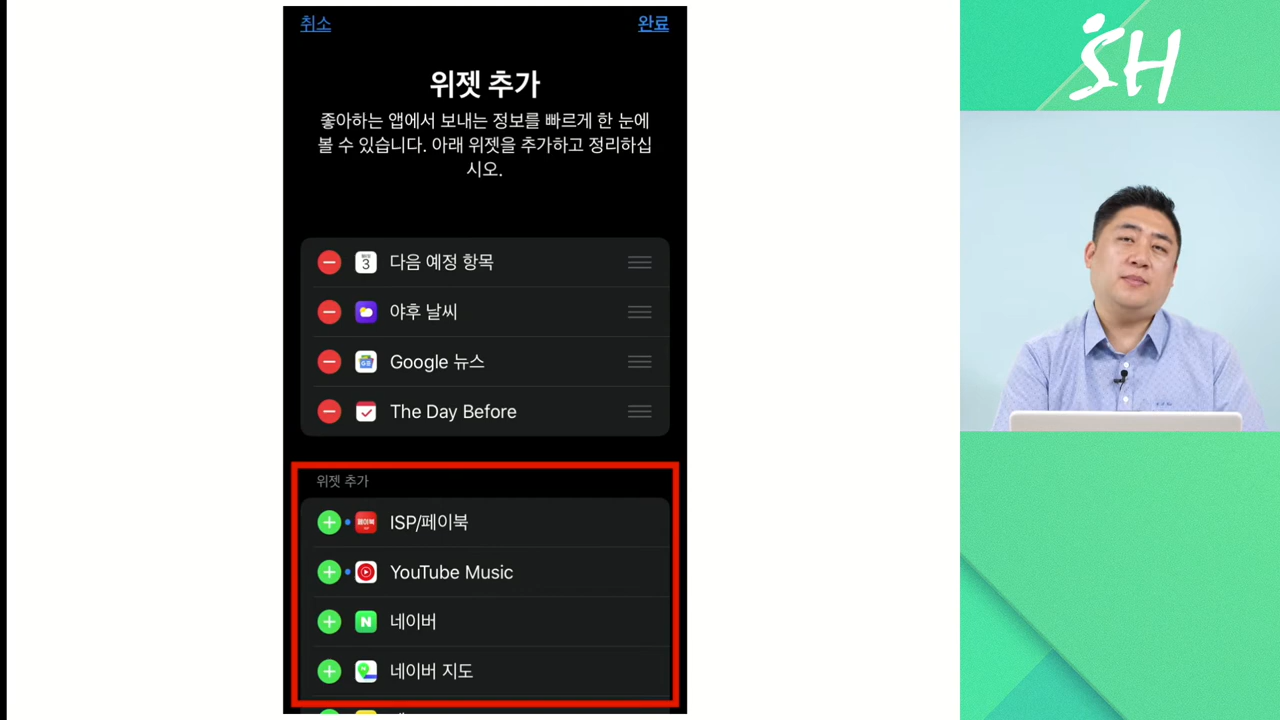 취소
완료
위젯 추가
좋아하는 앱에서 보내는 정보를 빠르게 한 눈에
볼 수 있습니다. 아래 위젯을 추가하고 정리하십
시오.
3
다음 예정 항목
야후 날씨
Google 뉴스
The Day Before
위젯 추가
페이북
ISP/페이북
YouTube Music
N
네이버
네이버 지도
SH